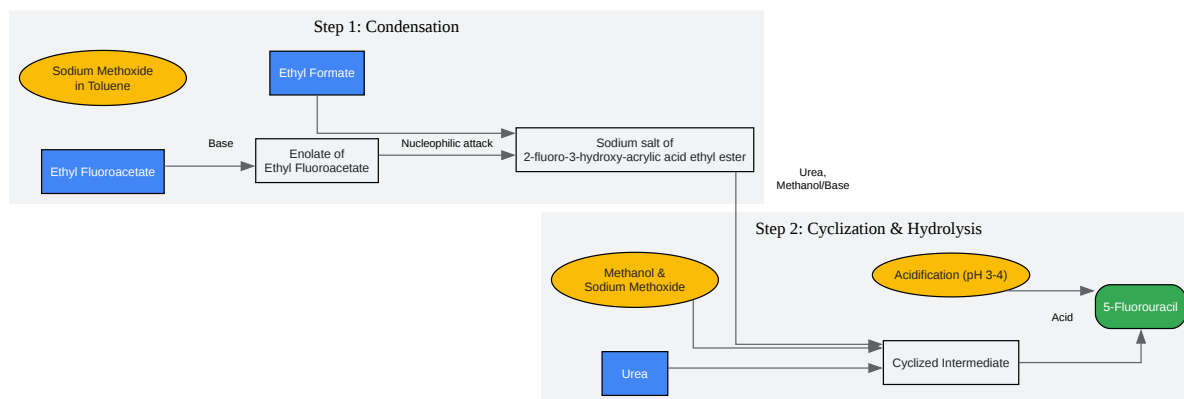 Step 1: Condensation
Sodium Methoxide
in Toluene
Ethyl Formate
Base
Nucleophilic attack
Ethyl Fluoroacetate
Enolate of
Ethyl Fluoroacetate
Sodium salt of
2-fluoro-3-hydroxy-acrylic acid ethyl ester
Urea,
Methanol/Base
Step 2: Cyclization & Hydrolysis
Methanol &
Sodium Methoxide
Acidification (pH 3-4)
5-Fluorouracil
Acid
Urea
Cyclized Intermediate